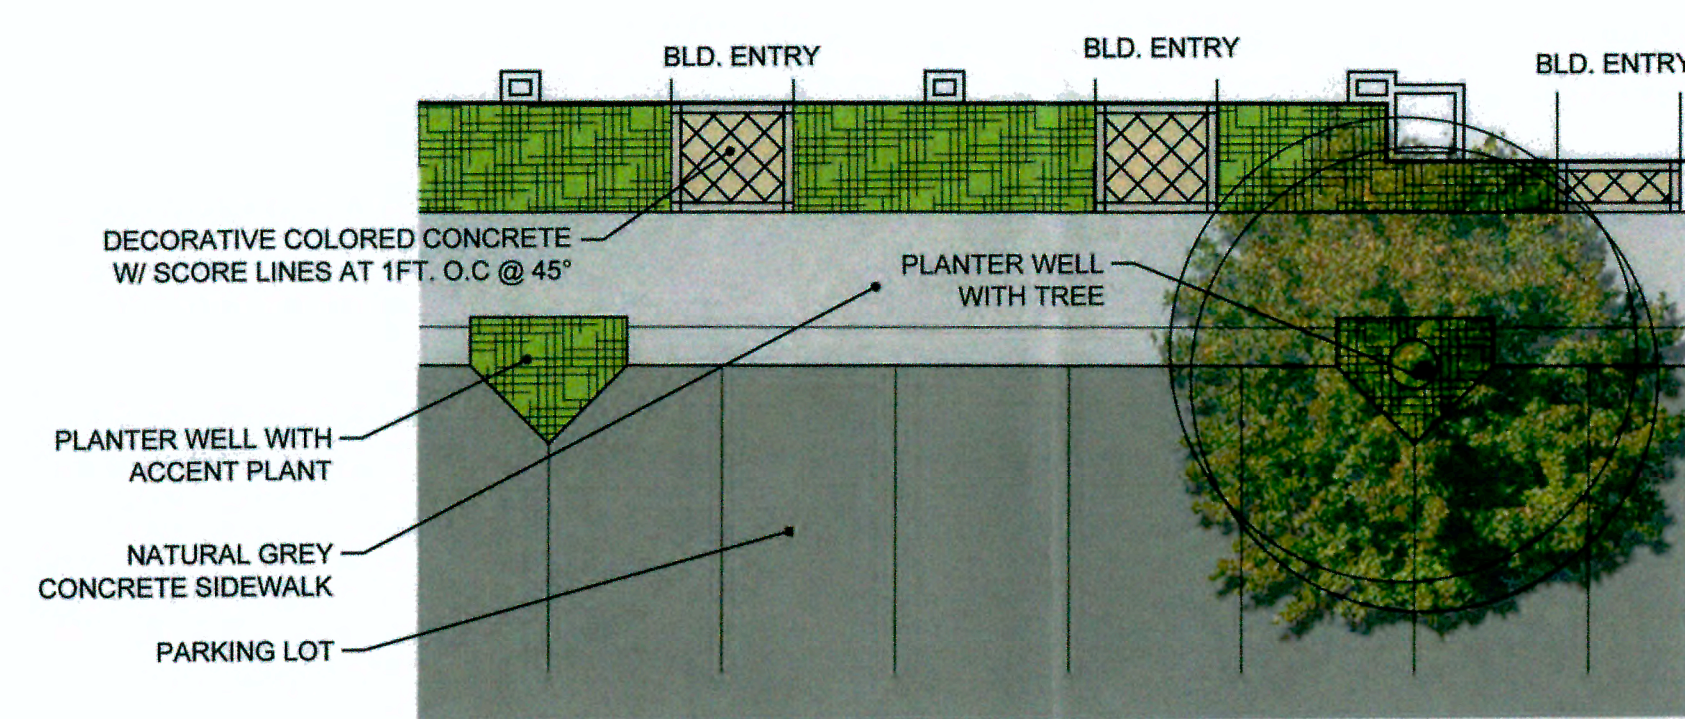 BLD. ENTRY
BLD. ENTRY
BLD. ENTRY
DECORATIVE COLORED CONCRETE
W/ SCORE LINES AT 1FT. O.C @ 45°
PLANTER WELL
WITH TREE
PLANTER WELL WITH
ACCENT PLANT
NATURAL GREY
CONCRETE SIDEWALK
PARKING LOT